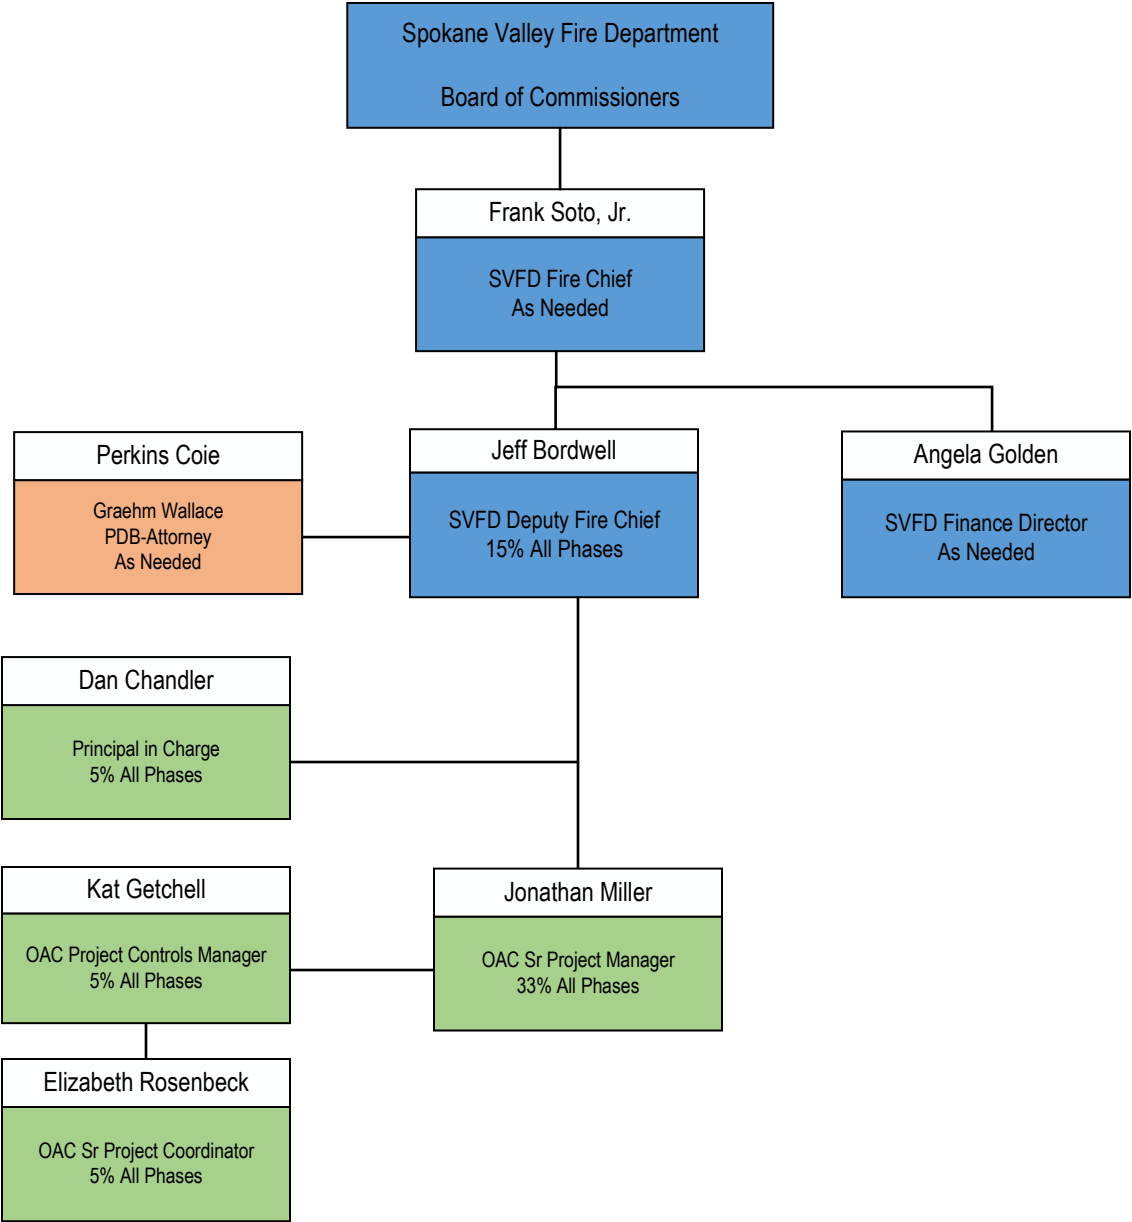 Spokane Valley Fire Department
Board of Commissioners
Frank Soto, Jr.
SVFD Fire Chief
As Needed
Perkins Coie
Graehm Wallace
PDB-Attorney
As Needed
Jeff Bordwell
SVFD Deputy Fire Chief
15% All Phases
Angela Golden
SVFD Finance Director
As Needed
Dan Chandler
Principal in Charge
5% All Phases
Kat Getchell
OAC Project Controls Manager
5% All Phases
Jonathan Miller
OAC Sr Project Manager
33% All Phases
Elizabeth Rosenbeck
OAC Sr Project Coordinator
5% All Phases